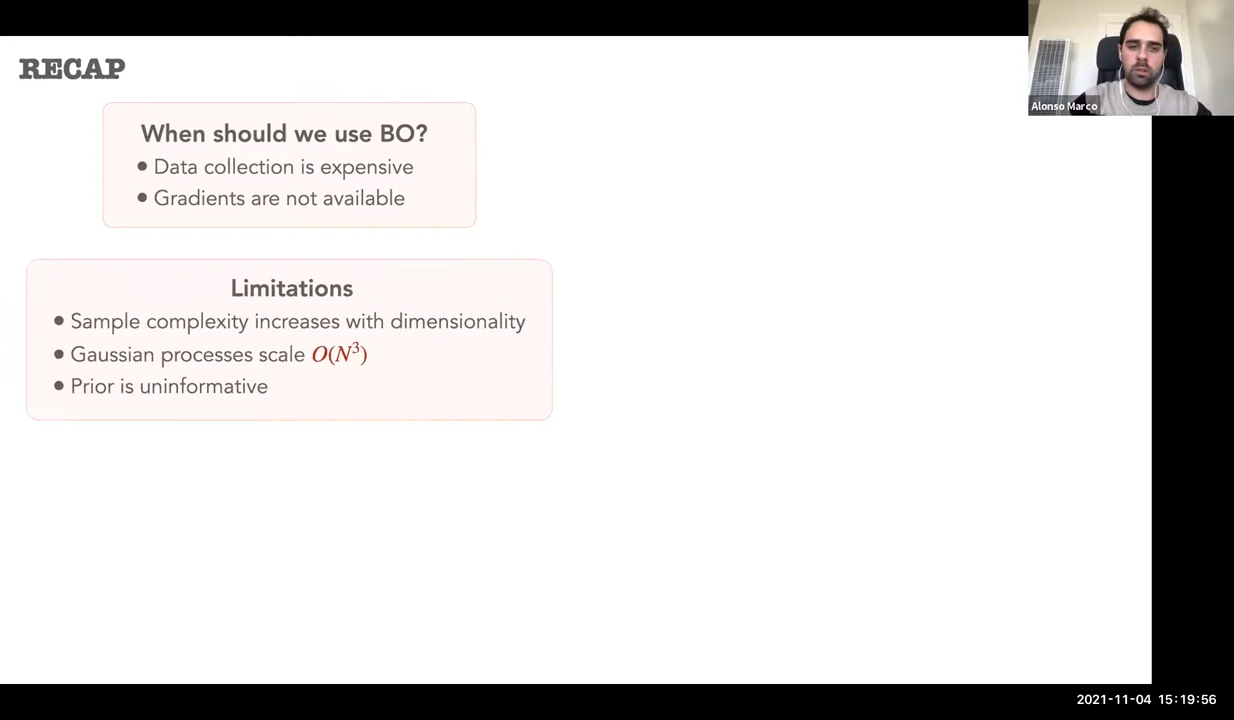 RECAP
When should we use BO?
• Data collection is expensive
• Gradients are not available
Limitations
• Sample complexity increases with dimensionality
• Gaussian processes scale O(N³)
• Prior is uninformative
Alonso Marco
2021-11-04 15:19:56